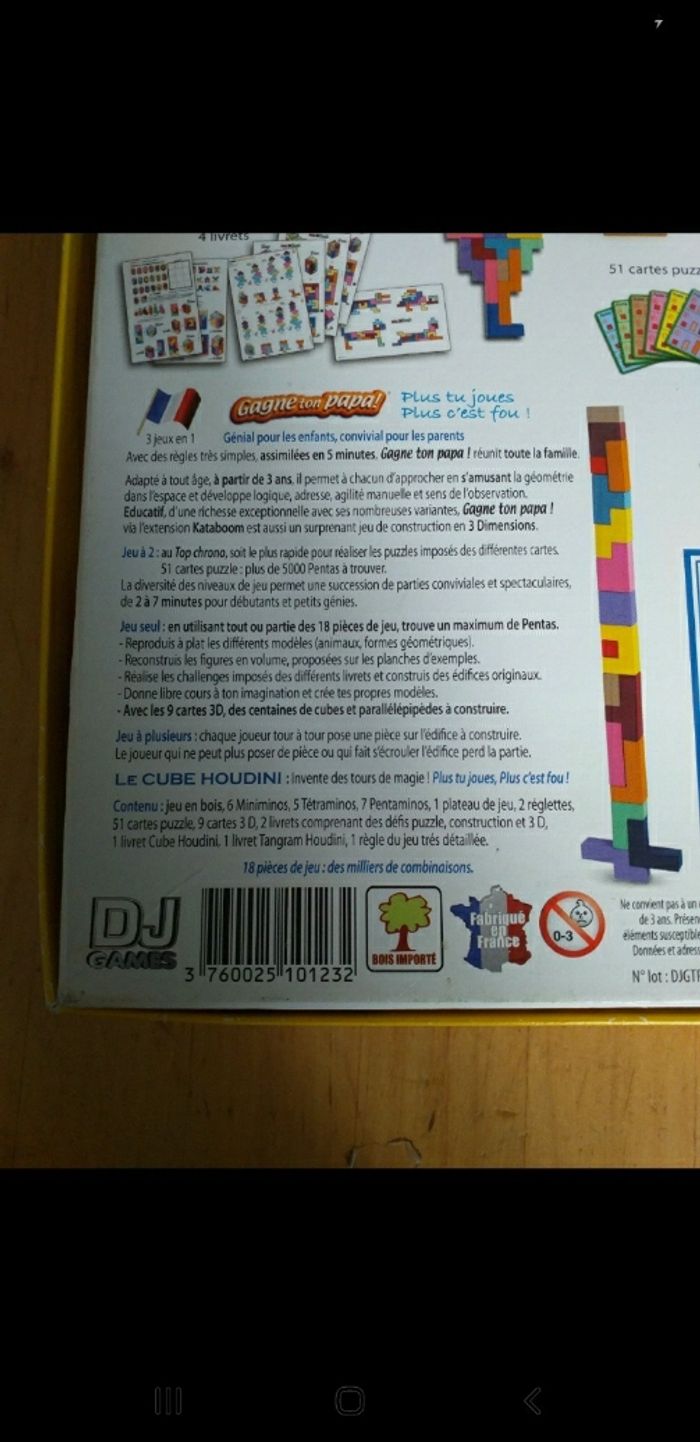 4 livrets
51 cartes puzz
Gagne ton papa!
Plus tu joues
Plus c'est fou !
3 jeux en 1
Génial pour les enfants, convivial pour les parents
Avec des règles très simples, assimilées en 5 minutes, Gagne ton papa ! réunit toute la famille.
Adapté à tout âge, à partir de 3 ans, il permet à chacun d'approcher en s'amusant la géométrie
dans l'espace et développe logique, adresse, agilité manuelle et sens de l'observation.
Educatif, d'une richesse exceptionnelle avec ses nombreuses variantes, Gagne ton papa !
via l'extension Kataboom est aussi un surprenant jeu de construction en 3 Dimensions.
Jeu à 2 : au Top chrono, soit le plus rapide pour réaliser les puzzles imposés des différentes cartes.
51 cartes puzzle : plus de 5000 Pentas à trouver.
La diversité des niveaux de jeu permet une succession de parties conviviales et spectaculaires,
de 2 à 7 minutes pour débutants et petits génies.
Jeu seul : en utilisant tout ou partie des 18 pièces de jeu, trouve un maximum de Pentas.
- Reproduis à plat les différents modèles (animaux, formes géométriques).
- Reconstruis les figures en volume, proposées sur les planches d'exemples.
- Réalise les challenges imposés des différents livrets et construis des édifices originaux.
- Donne libre cours à ton imagination et crée tes propres modèles.
- Avec les 9 cartes 3D, des centaines de cubes et parallélépipèdes à construire.
Jeu à plusieurs : chaque joueur tour à tour pose une pièce sur l'édifice à construire.
Le joueur qui ne peut plus poser de pièce ou qui fait s'écrouler l'édifice perd la partie.
LE CUBE HOUDINI : Invente des tours de magie ! Plus tu joues, Plus c'est fou !
Contenu : jeu en bois, 6 Miniminos, 5 Tétraminos, 7 Pentaminos, 1 plateau de jeu, 2 réglettes,
51 cartes puzzle, 9 cartes 3 D, 2 livrets comprenant des défis puzzle, construction et 3 D,
1 livret Cube Houdini, 1 livret Tangram Houdini, 1 règle du jeu très détaillée.
18 pièces de jeu : des milliers de combinaisons.
DJ
GAMES
3 760025 101232
BOIS IMPORTÉ
Fabriqué
en
France
0-3
Ne convient pas à un
de 3 ans. Présen
éléments susceptible
Données et adres
N° lot : DJGT